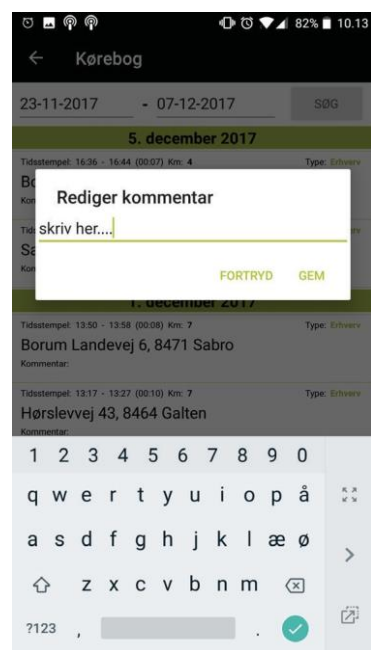 82% 10.13
Kørebog
23-11-2017 - 07-12-2017 SØG
5. december 2017
Tidsstempel: 16:36 - 16:44 (00:07) Km: 4 Type: Erhverv
Rediger kommentar
skriv her....
FORTRYD GEM
1. december 2017
Tidsstempel: 13:50 - 13:58 (00:08) Km: 7 Type: Erhverv
Borum Landevej 6, 8471 Sabro
Kommentar:
Tidsstempel: 13:17 - 13:27 (00:10) Km: 7 Type: Erhverv
Hørslevvej 43, 8464 Galten
Kommentar:
1 2 3 4 5 6 7 8 9 0
q w e r t y u i o p å
a s d f g h j k l æ ø
z x c v b n m
?123 , .